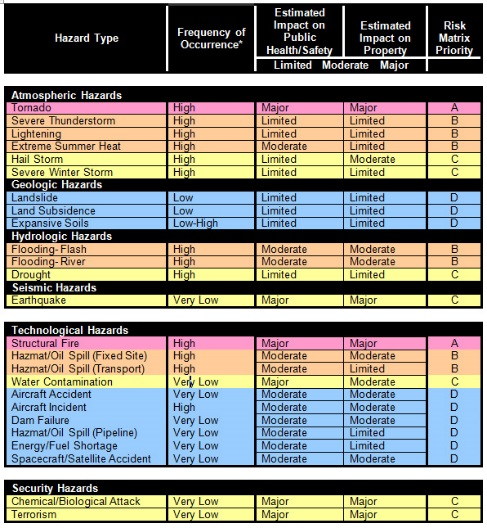 Hazard Type Frequency of Occurrence* Estimated Impact on Public Health/Safety Estimated Impact on Property Risk Matrix Priority
Limited Moderate Major
Atmospheric Hazards
Tornado High Major Major A
Severe Thunderstorm High Limited Limited B
Lightening High Limited Limited B
Extreme Summer Heat High Moderate Limited B
Hail Storm High Limited Moderate C
Severe Winter Storm High Limited Limited C
Geologic Hazards
Landslide Low Limited Limited D
Land Subsidence Low Limited Limited D
Expansive Soils Low-High Limited Limited D
Hydrologic Hazards
Flooding- Flash High Moderate Moderate B
Flooding- River High Moderate Moderate B
Drought High Limited Limited C
Seismic Hazards
Earthquake Very Low Major Major C
Technological Hazards
Structural Fire High Major Major A
Hazmat/Oil Spill (Fixed Site) High Moderate Moderate B
Hazmat/Oil Spill (Transport) High Moderate Limited B
Water Contamination Very Low Major Moderate C
Aircraft Accident Very Low Moderate Moderate D
Aircraft Incident High Moderate Moderate D
Dam Failure Very Low Moderate Moderate D
Hazmat/Oil Spill (Pipeline) Very Low Moderate Limited D
Energy/Fuel Shortage Very Low Moderate Limited D
Spacecraft/Satellite Accident Very Low Moderate Moderate D
Security Hazards
Chemical/Biological Attack Very Low Major Major C
Terrorism Very Low Major Major C